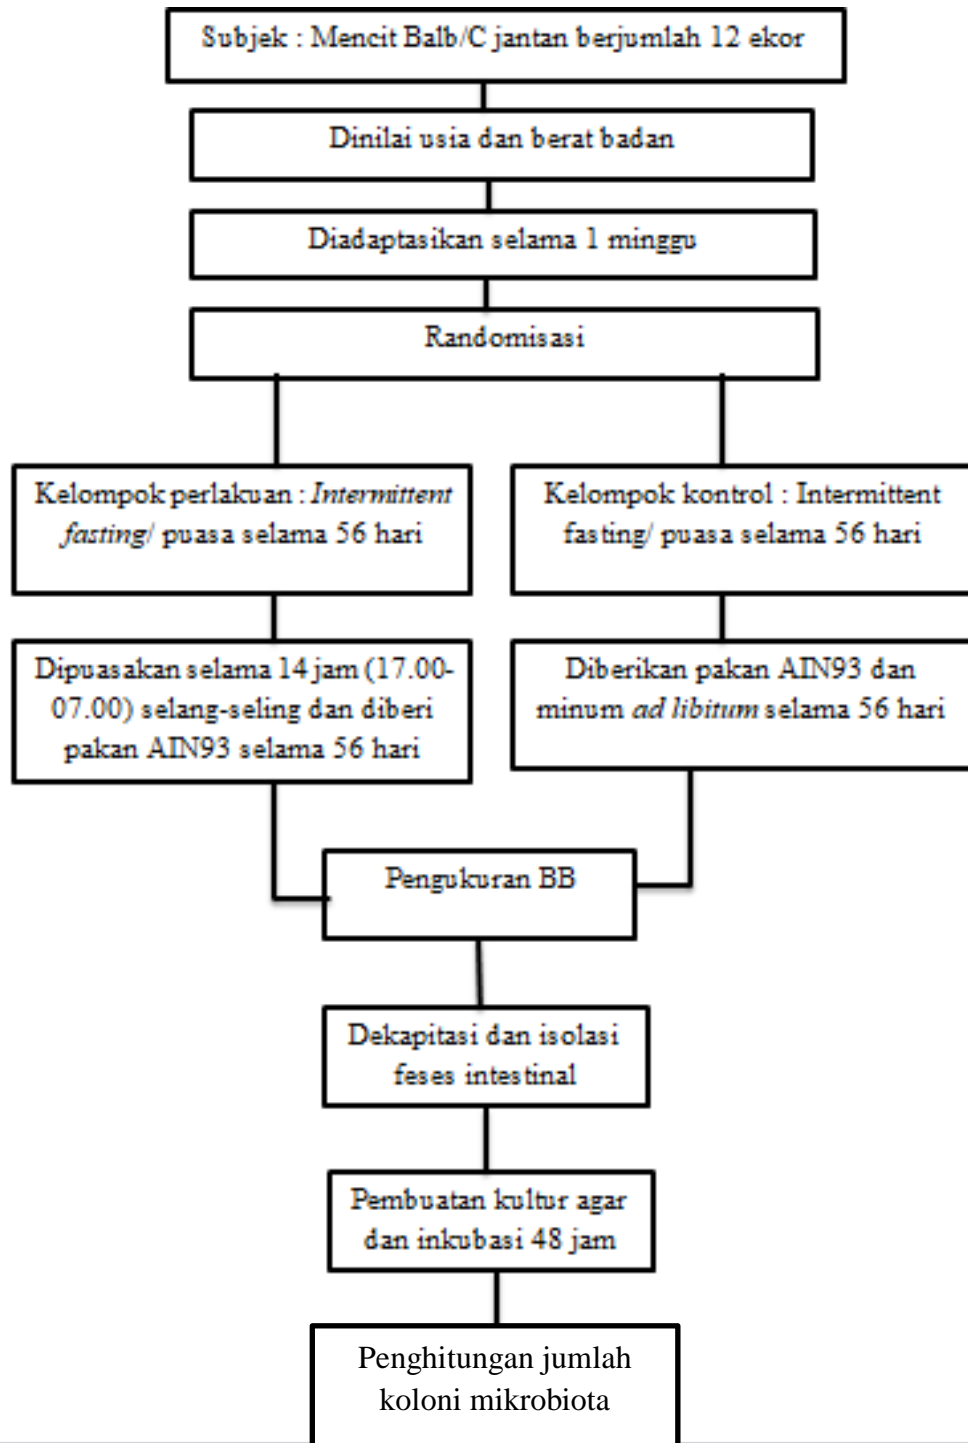 Subjek : Mencit Balb/C jantan berjumlah 12 ekor
Dinilai usia dan berat badan
Diadaptasikan selama 1 minggu
Randomisasi
Kelompok perlakuan : Intermittent
fasting/ puasa selama 56 hari
Kelompok kontrol : Intermittent
fasting/ puasa selama 56 hari
Dipuasakan selama 14 jam (17.00-
07.00) selang-seling dan diberi
pakan AIN93 selama 56 hari
Diberikan pakan AIN93 dan
minum ad libitum selama 56 hari
Pengukuran BB
Dekapitasi dan isolasi
feses intestinal
Pembuatan kultur agar
dan inkubasi 48 jam
Penghitungan jumlah
koloni mikrobiota